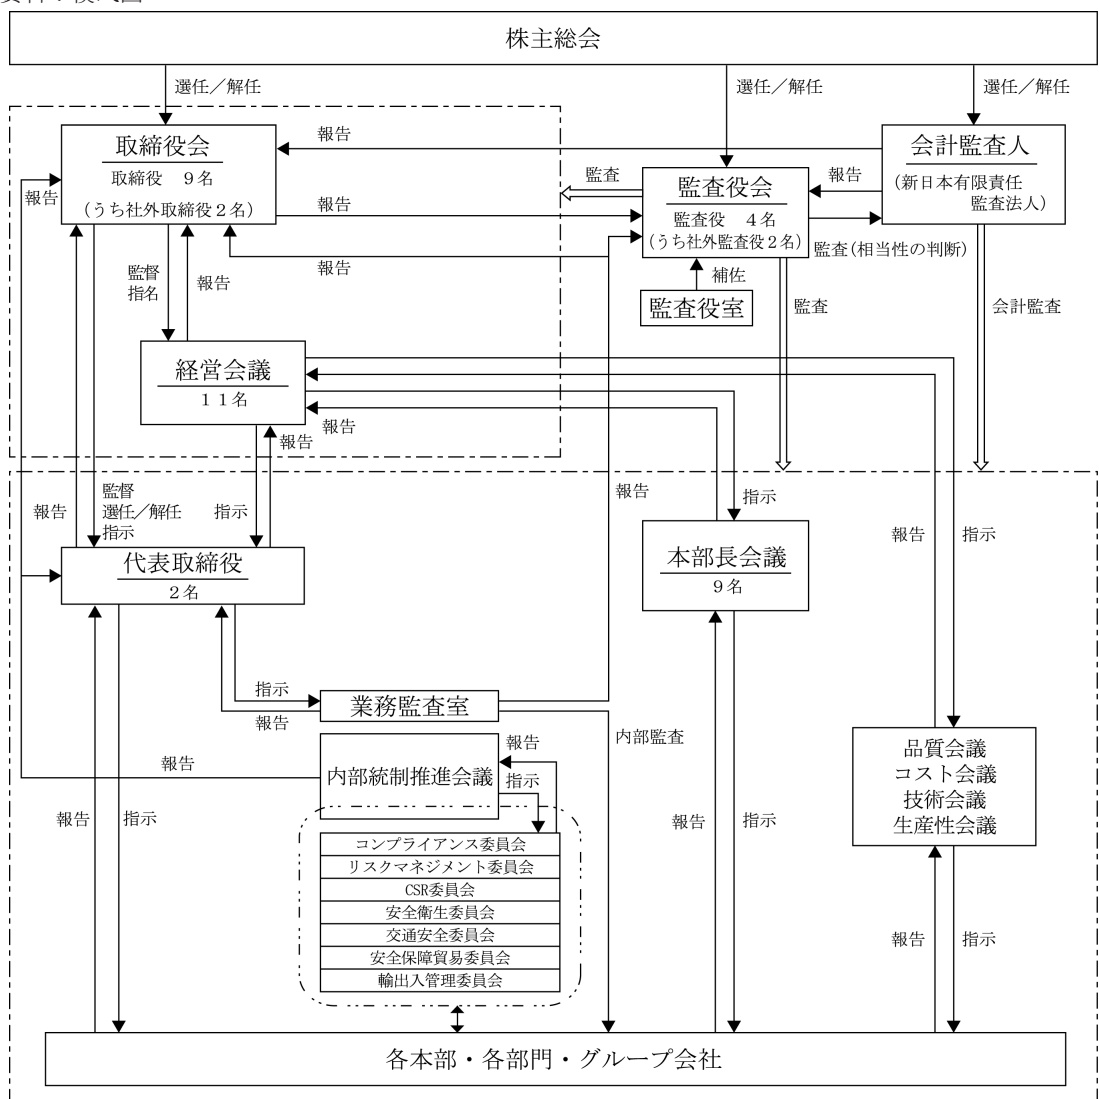 株主総会
選任／解任
選任／解任
選任／解任
取締役会
取締役　９名
（うち社外取締役２名）
報告
監査
報告
報告
報告
監査役会
監査役　４名
（うち社外監査役２名）
会計監査人
（新日本有限責任
監査法人）
報告
監査（相当性の判断）
監督
指名
報告
補佐
監査役室
監査
会計監査
経営会議
１１名
報告
報告
報告
監督
選任／解任
指示
指示
報告
指示
報告
指示
代表取締役
２名
本部長会議
９名
指示
報告
業務監査室
内部監査
報告
内部統制推進会議
報告
指示
品質会議
コスト会議
技術会議
生産性会議
報告
指示
報告
指示
コンプライアンス委員会
リスクマネジメント委員会
CSR委員会
安全衛生委員会
交通安全委員会
安全保障貿易委員会
輸出入管理委員会
報告
指示
各本部・各部門・グループ会社